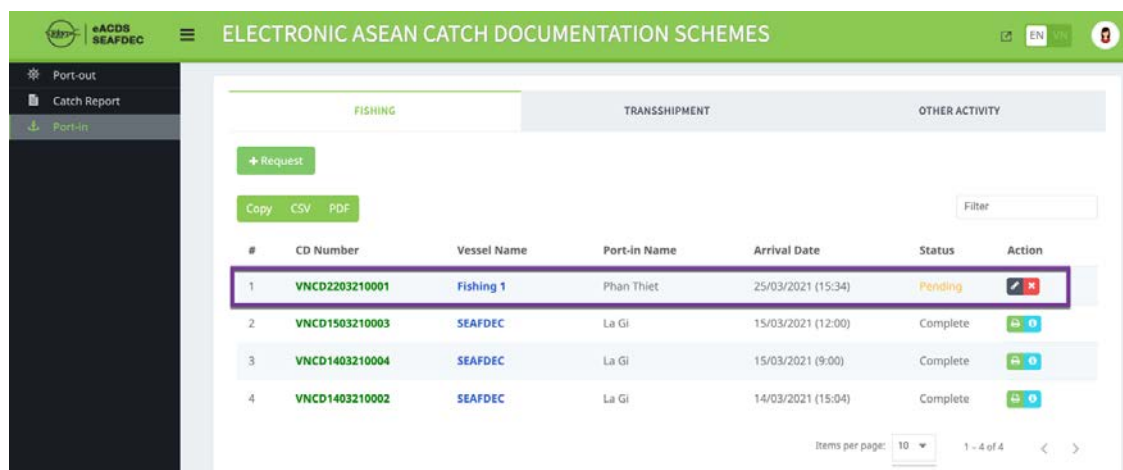 eACDS
SEAFDEC
ELECTRONIC ASEAN CATCH DOCUMENTATION SCHEMES
EN VN
Port-out
Catch Report
Port-in
FISHING TRANSSHIPMENT OTHER ACTIVITY
+ Request
Copy CSV PDF
Filter
# CD Number Vessel Name Port-in Name Arrival Date Status Action
1 VNCD2203210001 Fishing 1 Phan Thiet 25/03/2021 (15:34) Pending
2 VNCD1503210003 SEAFDEC La Gi 15/03/2021 (12:00) Complete
3 VNCD1403210004 SEAFDEC La Gi 15/03/2021 (9:00) Complete
4 VNCD1403210002 SEAFDEC La Gi 14/03/2021 (15:04) Complete
Items per page: 10 1 – 4 of 4